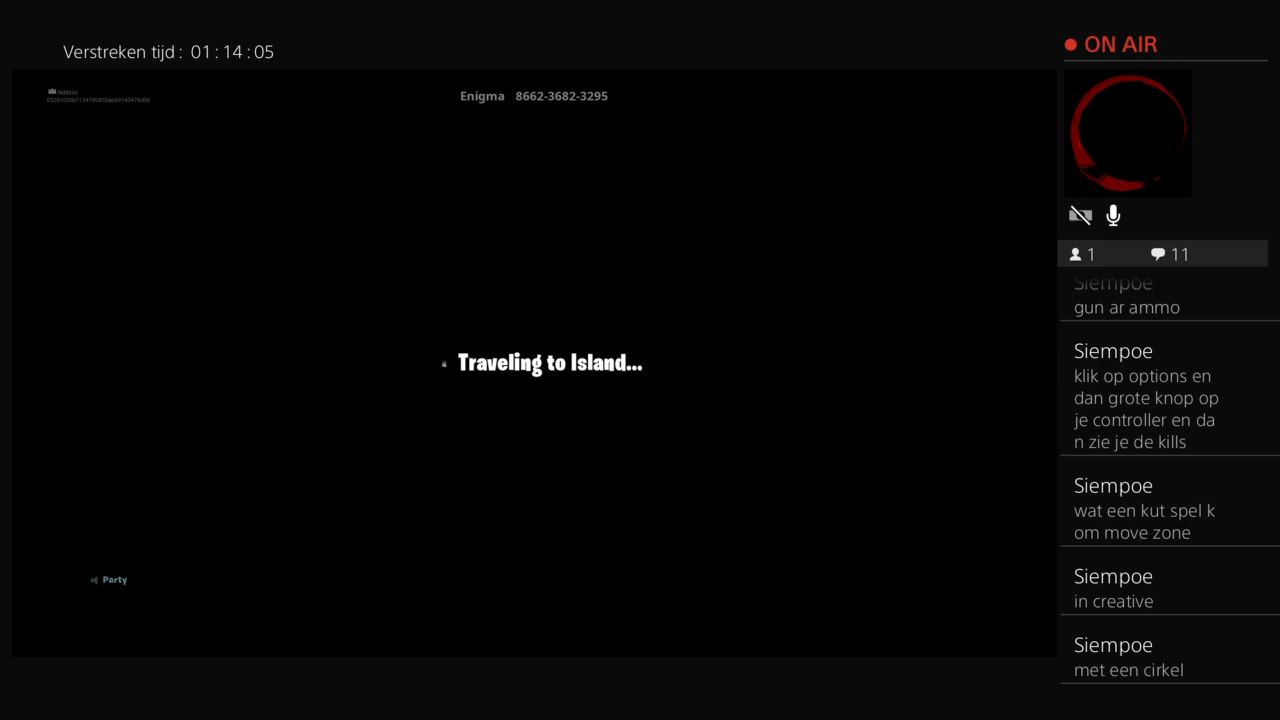 Verstreken tijd : 01 : 14 : 05
ON AIR
Enigma 8662-3682-3295
1 11
Siempoe
gun ar ammo
Traveling to Island...
Siempoe
klik op options en
dan grote knop op
je controller en da
n zie je de kills
Siempoe
wat een kut spel k
om move zone
Siempoe
in creative
Party
Siempoe
met een cirkel